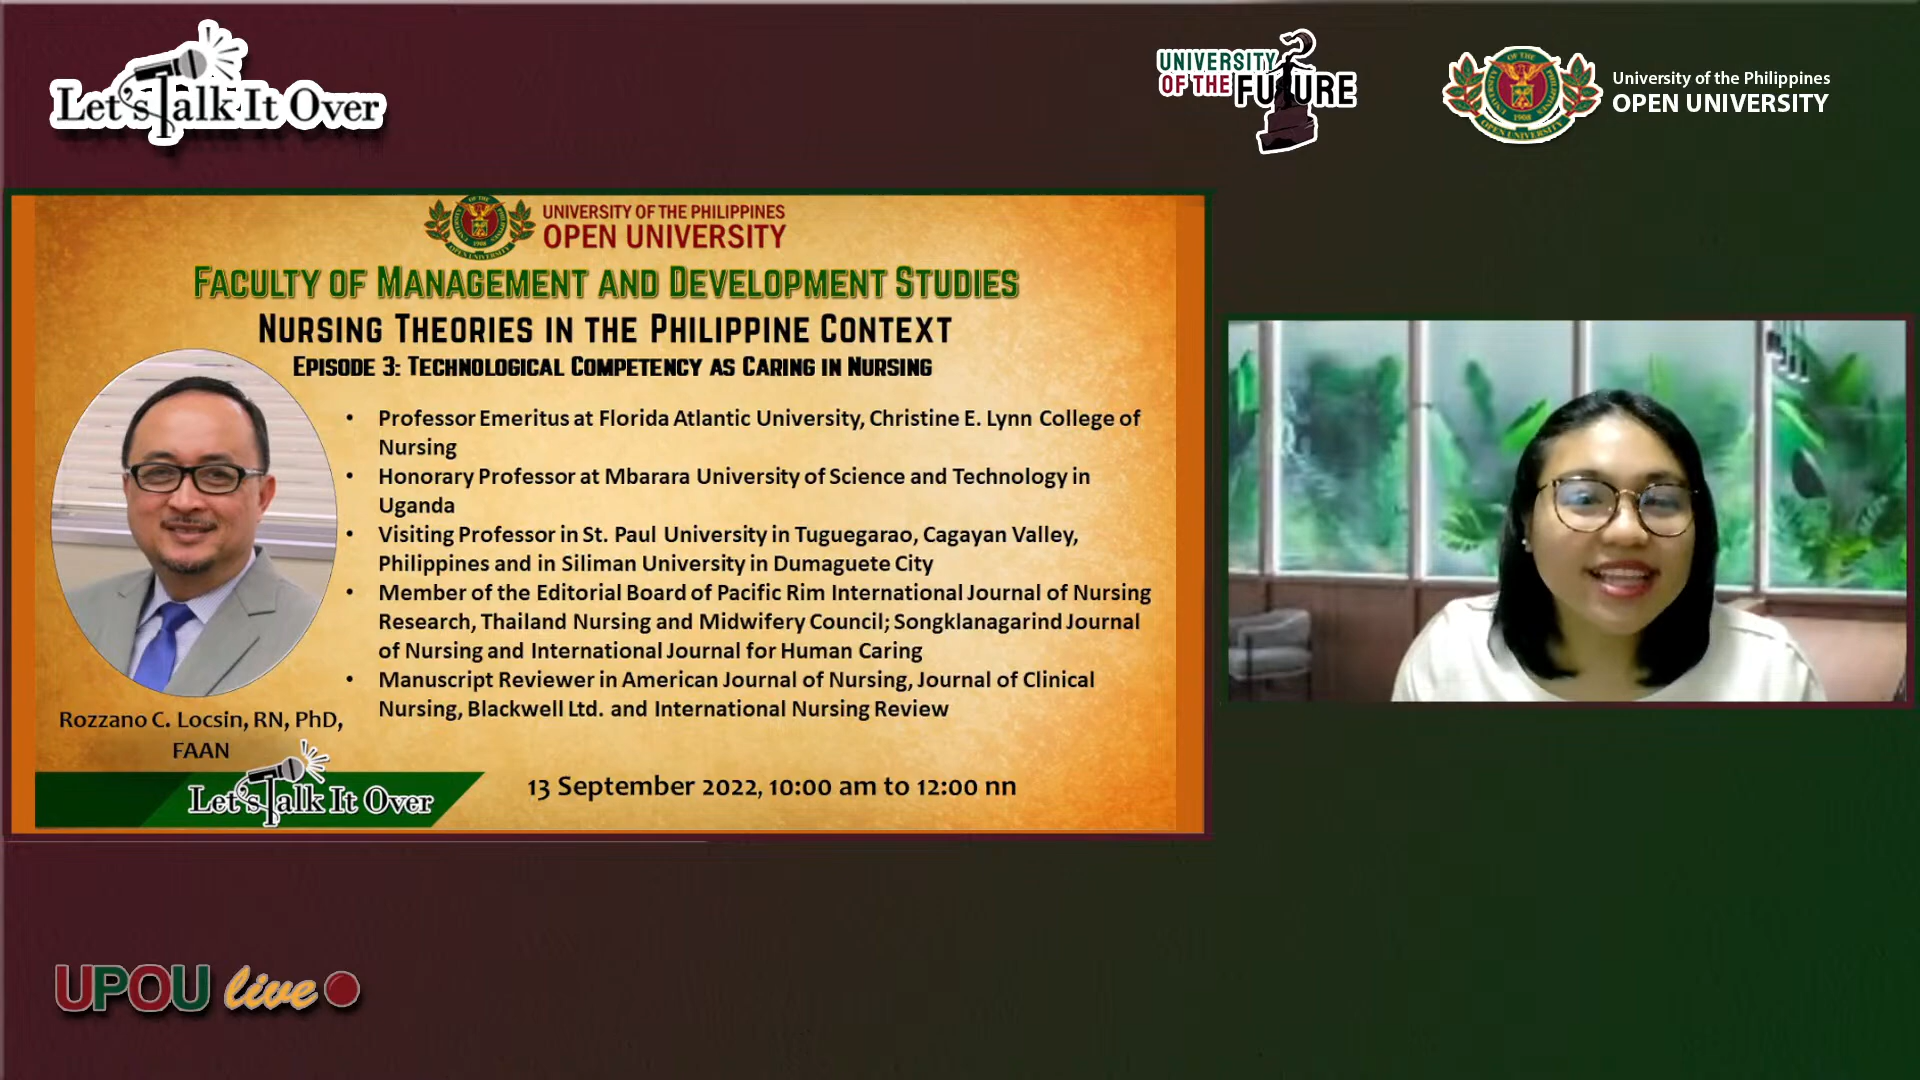 Let's Talk It Over
UNIVERSITY
OF THE FUTURE
University of the Philippines
OPEN UNIVERSITY
OF THE
1908
OPEN UNIVERSITY
UNIVERSITY OF THE PHILIPPINES
OPEN UNIVERSITY
FACULTY OF MANAGEMENT AND DEVELOPMENT STUDIES
NURSING THEORIES IN THE PHILIPPINE CONTEXT
EPISODE 3: TECHNOLOGICAL COMPETENCY AS CARING IN NURSING
• Professor Emeritus at Florida Atlantic University, Christine E. Lynn College of
Nursing
• Honorary Professor at Mbarara University of Science and Technology in
Uganda
• Visiting Professor in St. Paul University in Tuguegarao, Cagayan Valley,
Philippines and in Siliman University in Dumaguete City
• Member of the Editorial Board of Pacific Rim International Journal of Nursing
Research, Thailand Nursing and Midwifery Council; Songklanagarind Journal
of Nursing and International Journal for Human Caring
• Manuscript Reviewer in American Journal of Nursing, Journal of Clinical
Nursing, Blackwell Ltd. and International Nursing Review
Rozzano C. Locsin, RN, PhD,
FAAN
Let's Talk It Over
13 September 2022, 10:00 am to 12:00 nn
UPOU live